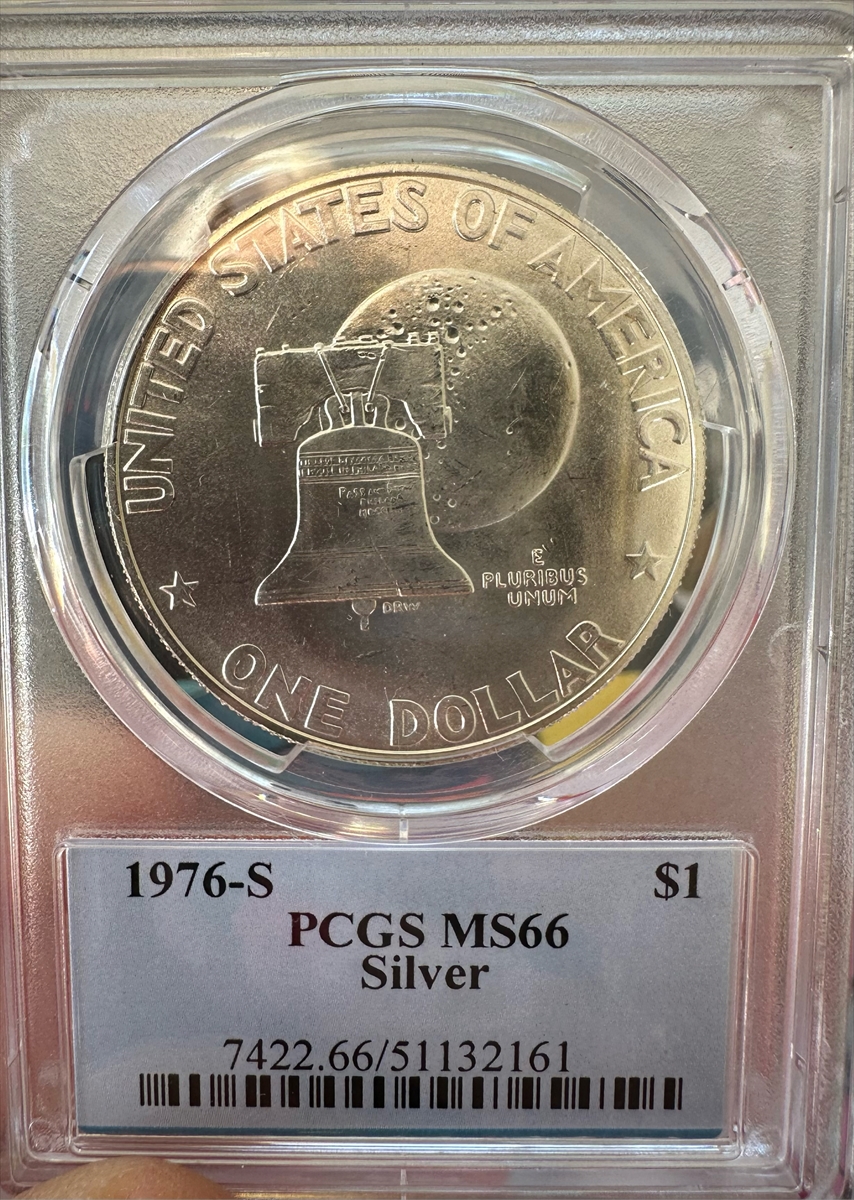 UNITED STATES OF AMERICA
E
PLURIBUS
UNUM
DRW
ONE DOLLAR
1976-S $1
PCGS MS66
Silver
7422.66/51132161